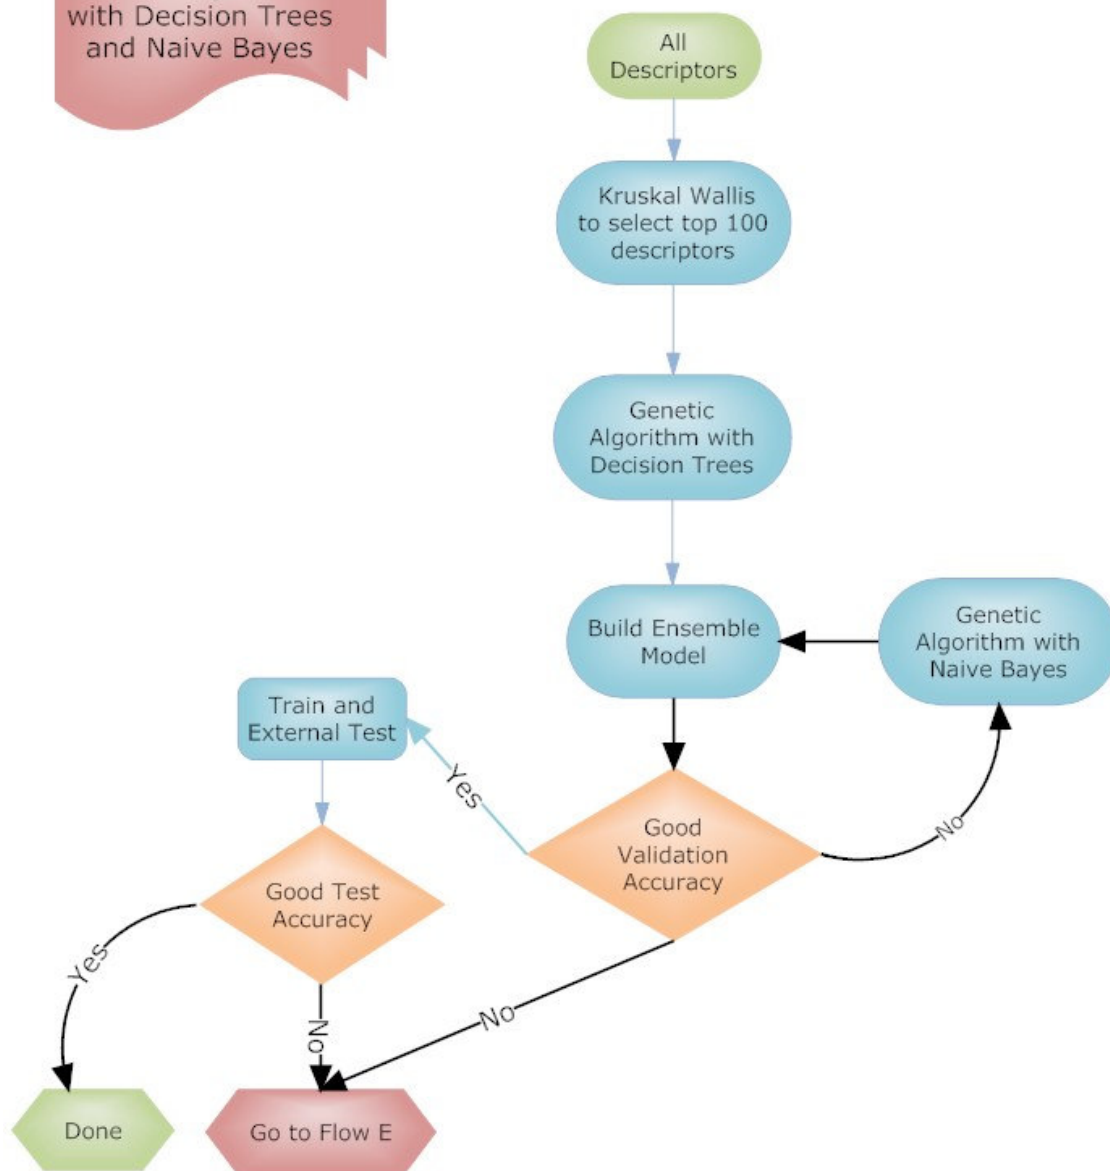 with Decision Trees
and Naive Bayes
All
Descriptors
Kruskal Wallis
to select top 100
descriptors
Genetic
Algorithm with
Decision Trees
Build Ensemble
Model
Genetic
Algorithm with
Naive Bayes
Train and
External Test
Yes
Good
Validation
Accuracy
No
Good Test
Accuracy
Yes
No
No
Done
Go to Flow E